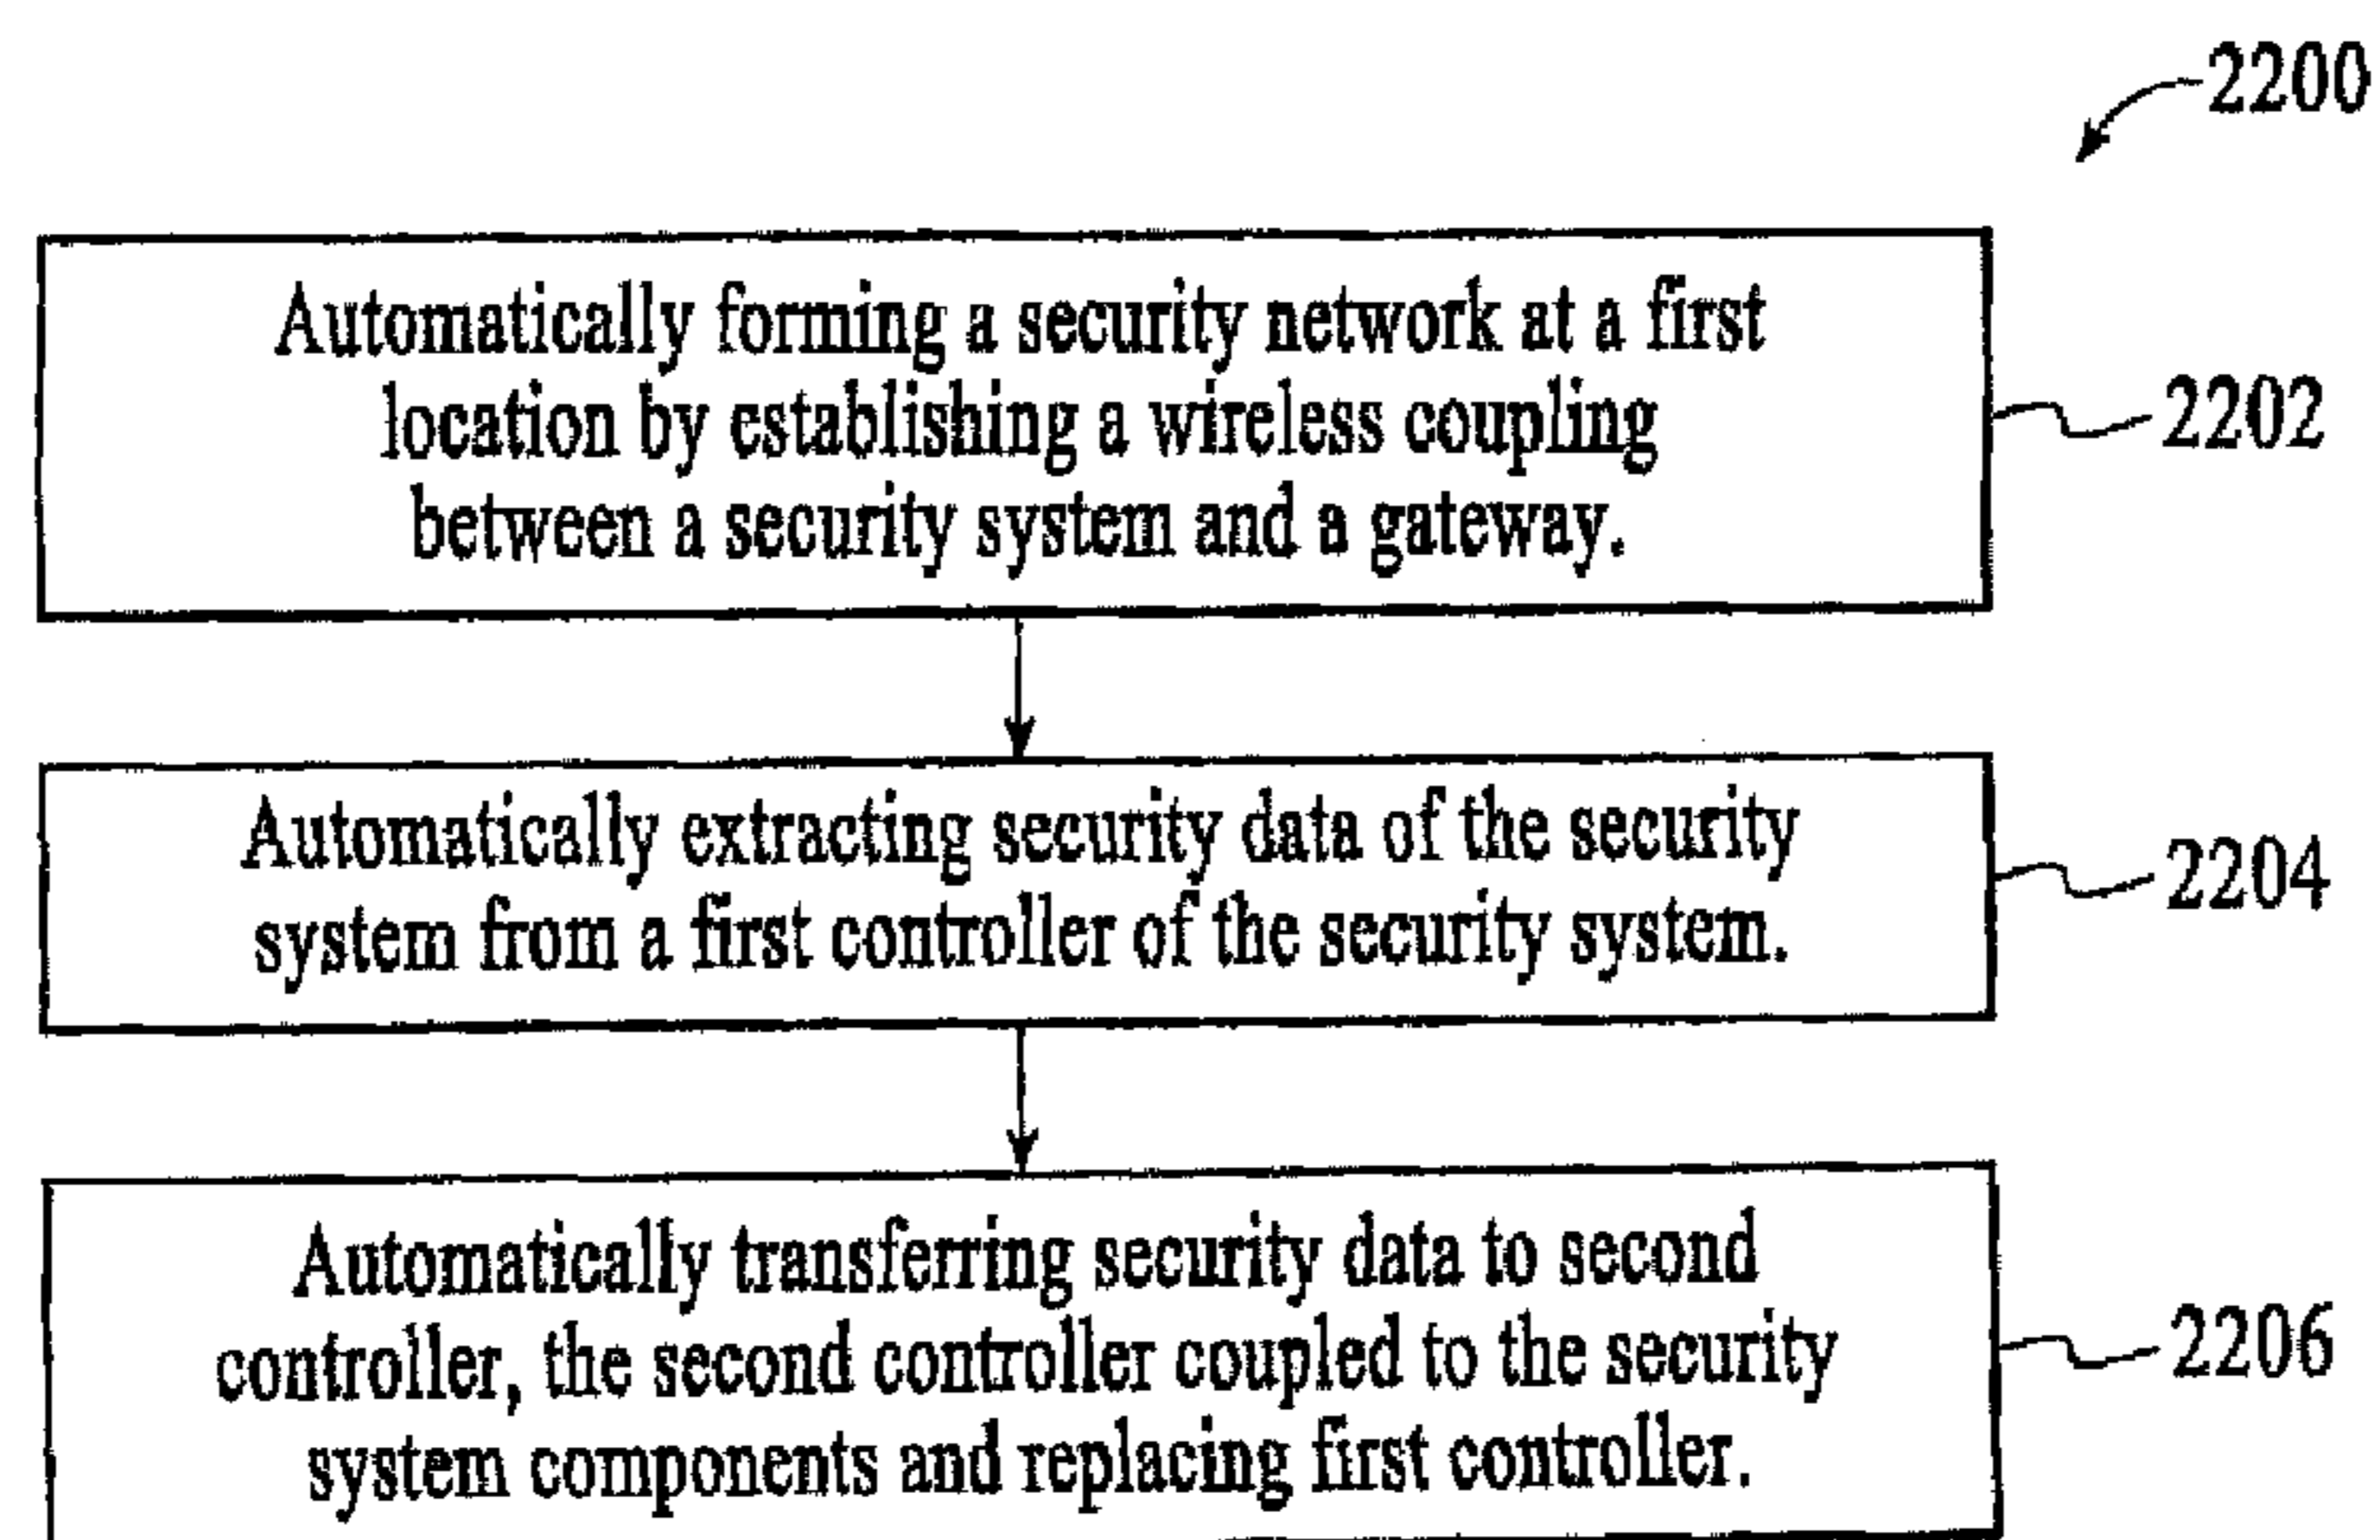 2200
Automatically forming a security network at a first
location by establishing a wireless coupling
between a security system and a gateway.
2202
Automatically extracting security data of the security
system from a first controller of the security system.
2204
Automatically transferring security data to second
controller, the second controller coupled to the security
system components and replacing first controller.
2206